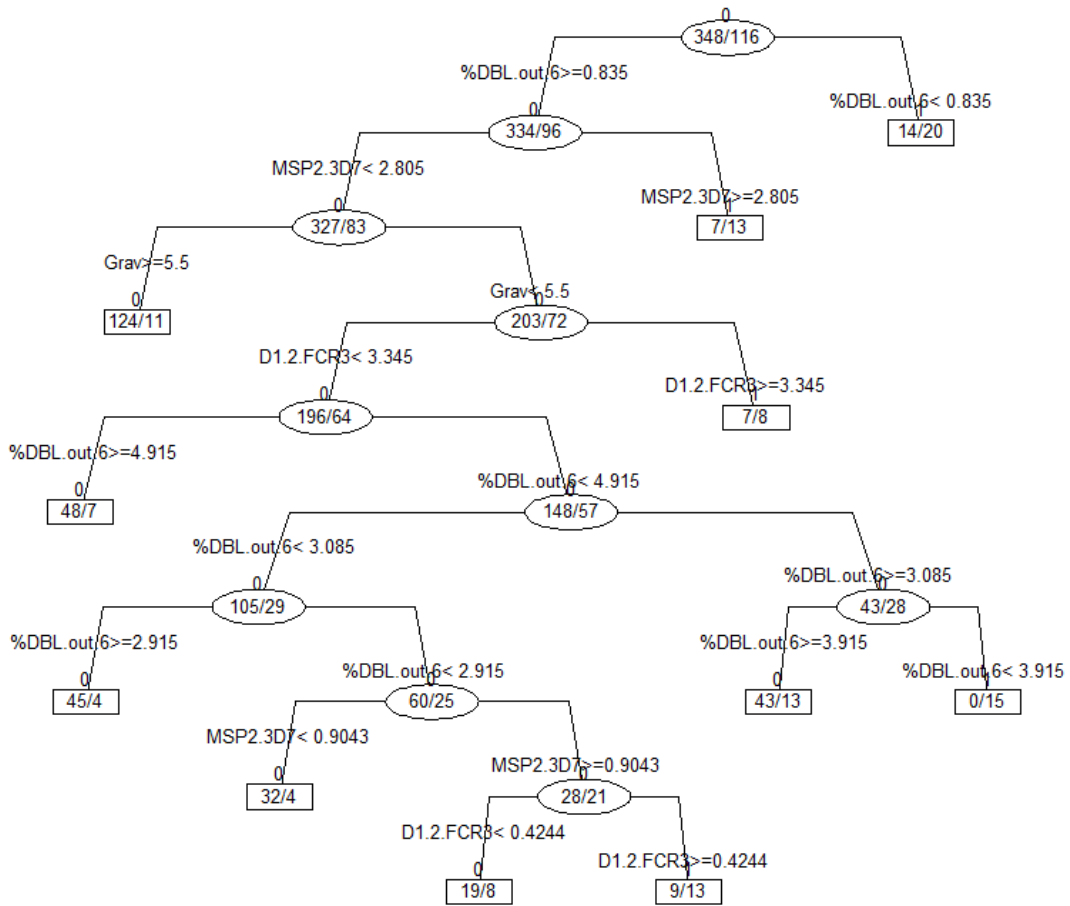 0
348/116
%DBL.out.6>=0.835
%DBL.out.6< 0.835
0
334/96
1
14/20
MSP2.3D7< 2.805
MSP2.3D7>=2.805
0
327/83
1
7/13
Grav>=5.5
Grav< 5.5
0
124/11
0
203/72
D1.2.FCR3< 3.345
D1.2.FCR3>=3.345
0
196/64
1
7/8
%DBL.out.6>=4.915
%DBL.out.6< 4.915
0
48/7
0
148/57
%DBL.out.6< 3.085
%DBL.out.6>=3.085
0
105/29
0
43/28
%DBL.out.6>=2.915
%DBL.out.6< 2.915
%DBL.out.6>=3.915
%DBL.out.6< 3.915
0
45/4
0
60/25
0
43/13
1
0/15
MSP2.3D7< 0.9043
MSP2.3D7>=0.9043
0
32/4
0
28/21
D1.2.FCR3< 0.4244
D1.2.FCR3>=0.4244
0
19/8
1
9/13